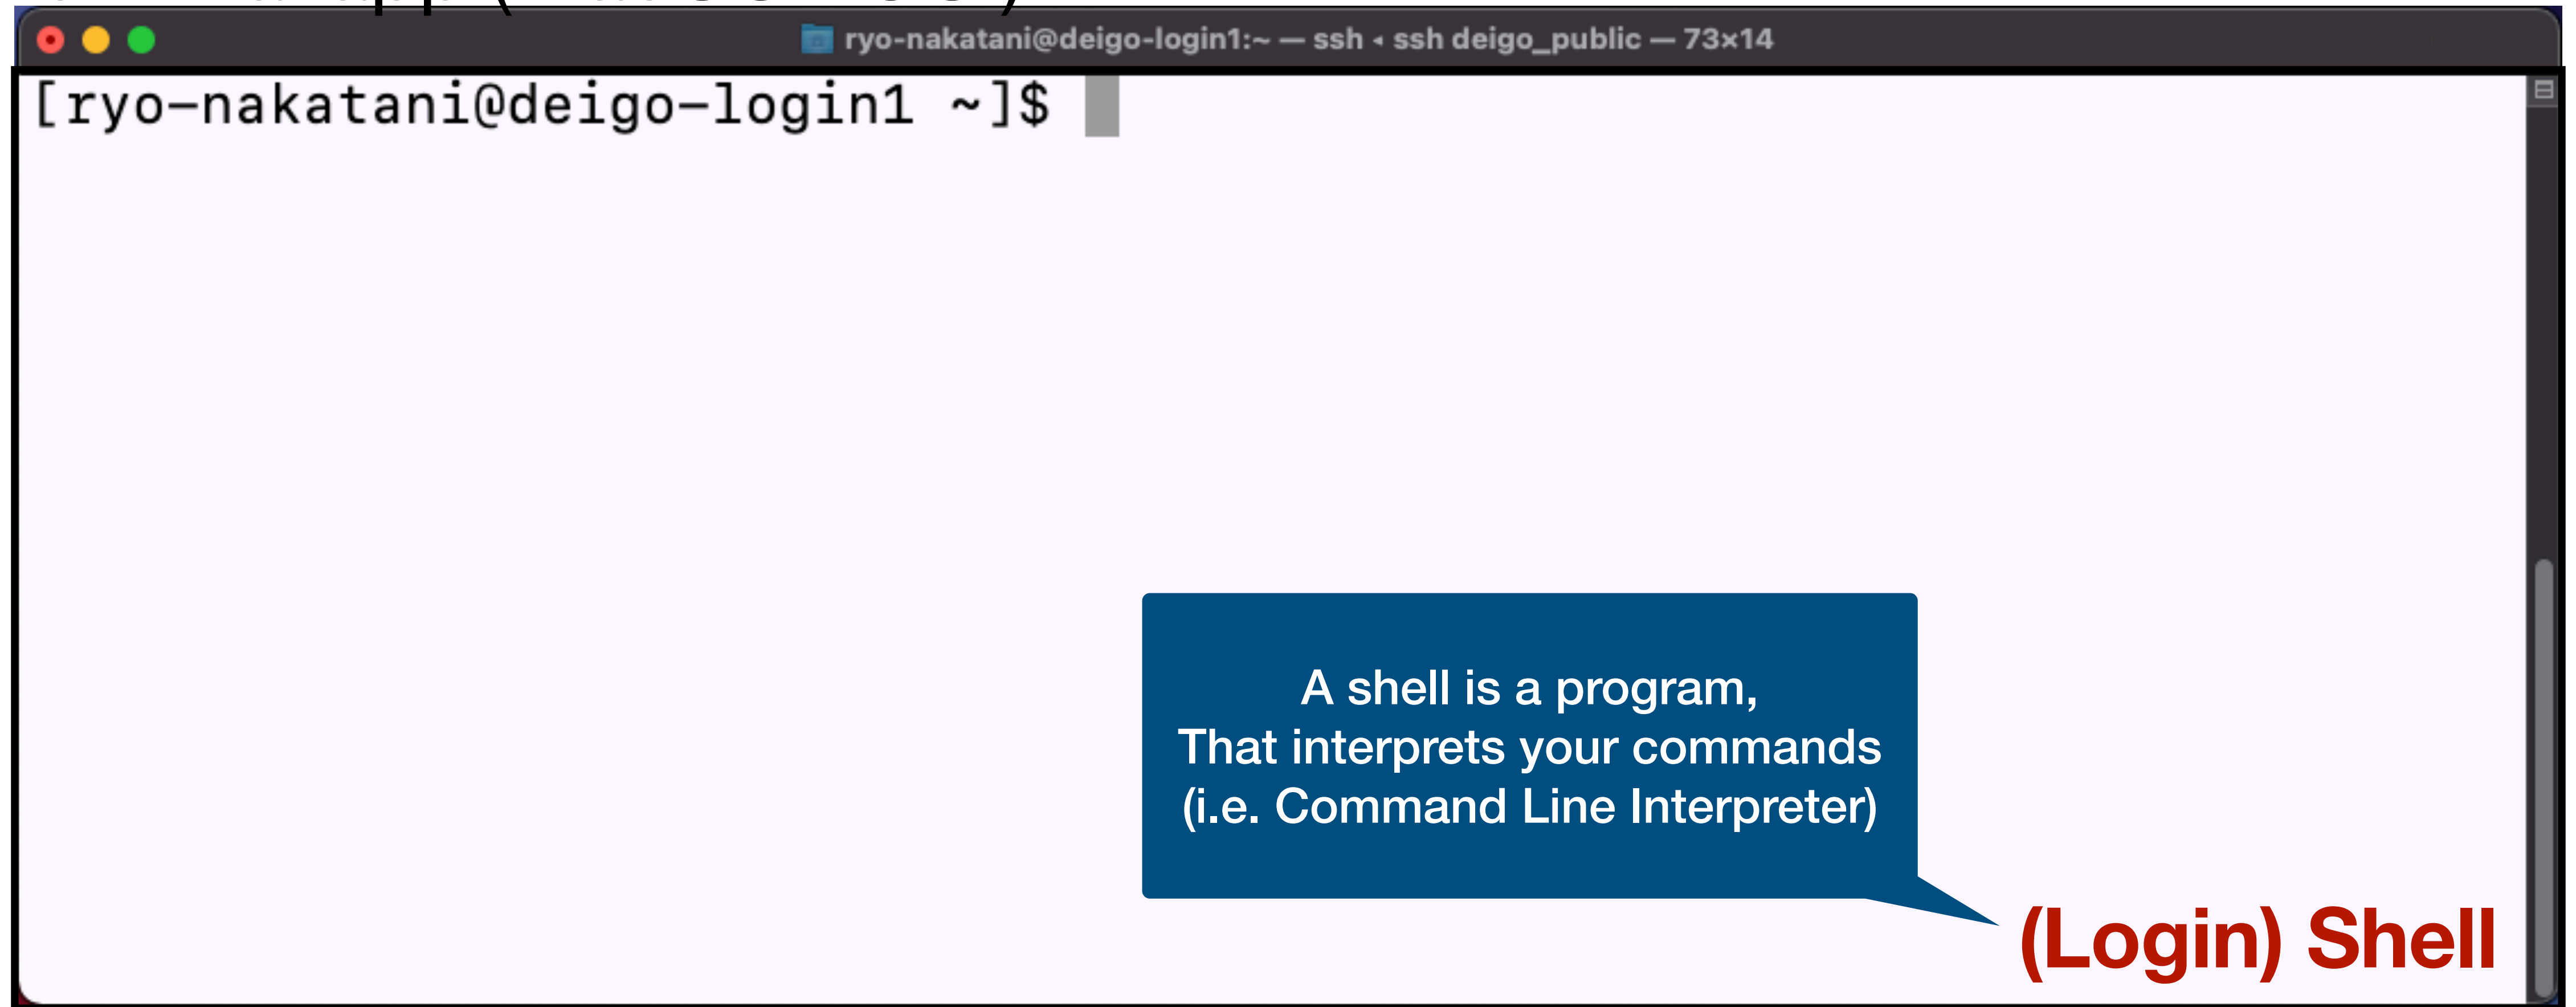 ryo-nakatani@deigo-login1:~ — ssh ◂ ssh deigo_public — 73×14
[ryo-nakatani@deigo-login1 ~]$
A shell is a program,
That interprets your commands
(i.e. Command Line Interpreter)
(Login) Shell